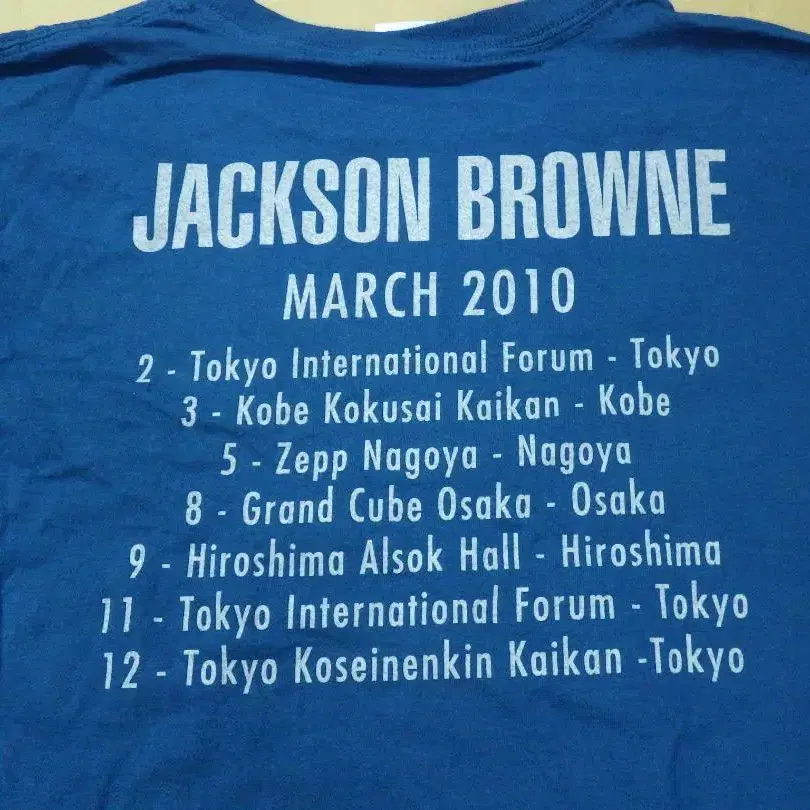 JACKSON BROWNE
MARCH 2010
2 - Tokyo International Forum - Tokyo
3 - Kobe Kokusai Kaikan - Kobe
5 - Zepp Nagoya - Nagoya
8 - Grand Cube Osaka - Osaka
9 - Hiroshima Alsok Hall - Hiroshima
11 - Tokyo International Forum - Tokyo
12 - Tokyo Koseinenkin Kaikan -Tokyo